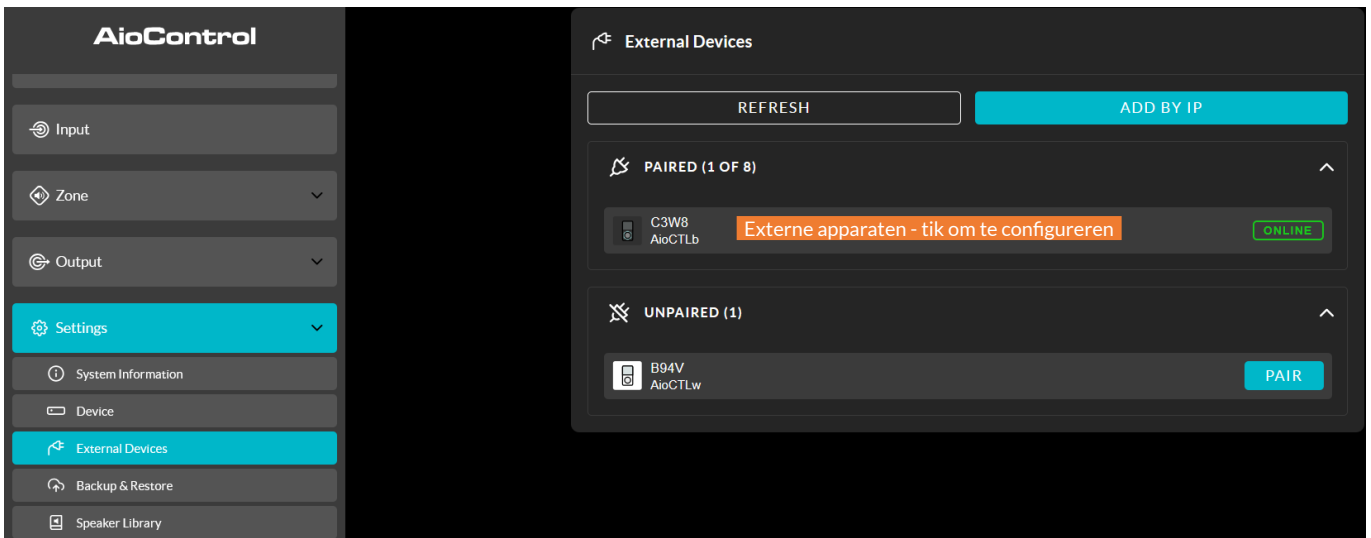 AioControl
Input
Zone
Output
Settings
System Information
Device
External Devices
Backup & Restore
Speaker Library
External Devices
REFRESH
ADD BY IP
PAIRED (1 OF 8)
C3W8
AioCTLb
Externe apparaten - tik om te configureren
ONLINE
UNPAIRED (1)
B94V
AioCTLw
PAIR